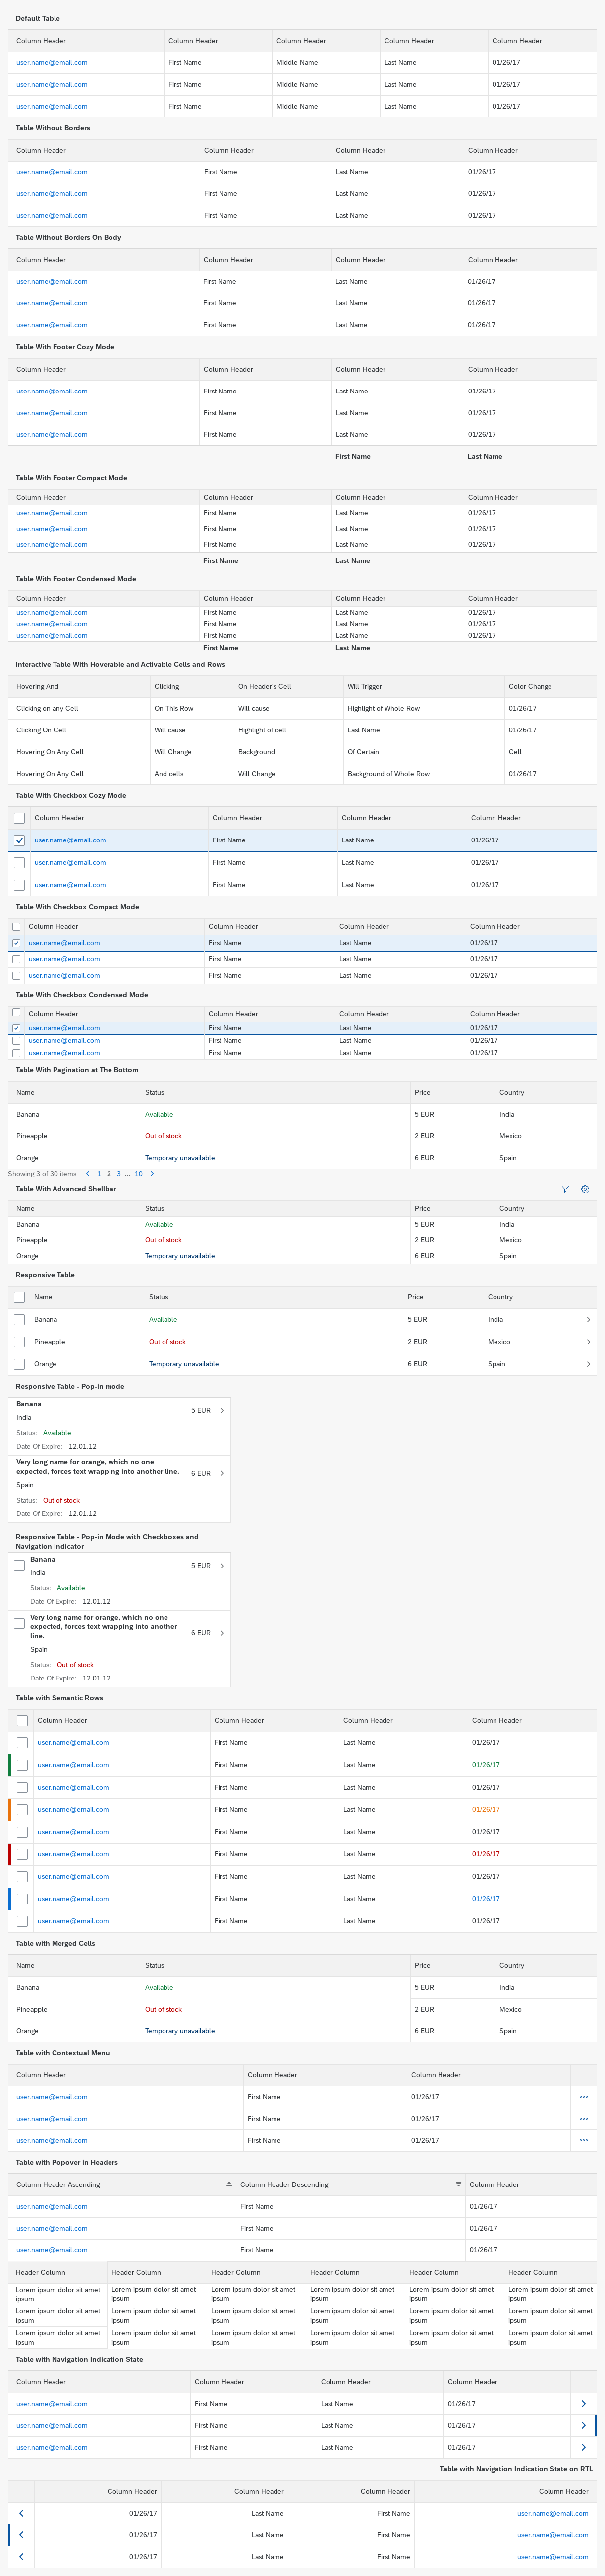 Default Table
Column Header Column Header Column Header Column Header Column Header
user.name@email.com First Name Middle Name Last Name 01/26/17
user.name@email.com First Name Middle Name Last Name 01/26/17
user.name@email.com First Name Middle Name Last Name 01/26/17
Table Without Borders
Column Header Column Header Column Header Column Header
user.name@email.com First Name Last Name 01/26/17
user.name@email.com First Name Last Name 01/26/17
user.name@email.com First Name Last Name 01/26/17
Table Without Borders On Body
Column Header Column Header Column Header Column Header
user.name@email.com First Name Last Name 01/26/17
user.name@email.com First Name Last Name 01/26/17
user.name@email.com First Name Last Name 01/26/17
Table With Footer Cozy Mode
Column Header Column Header Column Header Column Header
user.name@email.com First Name Last Name 01/26/17
user.name@email.com First Name Last Name 01/26/17
user.name@email.com First Name Last Name 01/26/17
First Name Last Name
Table With Footer Compact Mode
Column Header Column Header Column Header Column Header
user.name@email.com First Name Last Name 01/26/17
user.name@email.com First Name Last Name 01/26/17
user.name@email.com First Name Last Name 01/26/17
First Name Last Name
Table With Footer Condensed Mode
Column Header Column Header Column Header Column Header
user.name@email.com First Name Last Name 01/26/17
user.name@email.com First Name Last Name 01/26/17
user.name@email.com First Name Last Name 01/26/17
First Name Last Name
Interactive Table With Hoverable and Activable Cells and Rows
Hovering And Clicking On Header's Cell Will Trigger Color Change
Clicking on any Cell On This Row Will cause Highlight of Whole Row 01/26/17
Clicking On Cell Will cause Highlight of cell Last Name 01/26/17
Hovering On Any Cell Will Change Background Of Certain Cell
Hovering On Any Cell And cells Will Change Background of Whole Row 01/26/17
Table With Checkbox Cozy Mode
Column Header Column Header Column Header Column Header
user.name@email.com First Name Last Name 01/26/17
user.name@email.com First Name Last Name 01/26/17
user.name@email.com First Name Last Name 01/26/17
Table With Checkbox Compact Mode
Column Header Column Header Column Header Column Header
user.name@email.com First Name Last Name 01/26/17
user.name@email.com First Name Last Name 01/26/17
user.name@email.com First Name Last Name 01/26/17
Table With Checkbox Condensed Mode
Column Header Column Header Column Header Column Header
user.name@email.com First Name Last Name 01/26/17
user.name@email.com First Name Last Name 01/26/17
user.name@email.com First Name Last Name 01/26/17
Table With Pagination at The Bottom
Name Status Price Country
Banana Available 5 EUR India
Pineapple Out of stock 2 EUR Mexico
Orange Temporary unavailable 6 EUR Spain
Showing 3 of 30 items 1 2 3 ... 10
Table With Advanced Shellbar
Name Status Price Country
Banana Available 5 EUR India
Pineapple Out of stock 2 EUR Mexico
Orange Temporary unavailable 6 EUR Spain
Responsive Table
Name Status Price Country
Banana Available 5 EUR India
Pineapple Out of stock 2 EUR Mexico
Orange Temporary unavailable 6 EUR Spain
Responsive Table - Pop-in mode
Banana
5 EUR
India
Status: Available
Date Of Expire: 12.01.12
Very long name for orange, which no one
expected, forces text wrapping into another line.
6 EUR
Spain
Status: Out of stock
Date Of Expire: 12.01.12
Responsive Table - Pop-in Mode with Checkboxes and
Navigation Indicator
Banana
5 EUR
India
Status: Available
Date Of Expire: 12.01.12
Very long name for orange, which no one
expected, forces text wrapping into another
line.
6 EUR
Spain
Status: Out of stock
Date Of Expire: 12.01.12
Table with Semantic Rows
Column Header Column Header Column Header Column Header
user.name@email.com First Name Last Name 01/26/17
user.name@email.com First Name Last Name 01/26/17
user.name@email.com First Name Last Name 01/26/17
user.name@email.com First Name Last Name 01/26/17
user.name@email.com First Name Last Name 01/26/17
user.name@email.com First Name Last Name 01/26/17
user.name@email.com First Name Last Name 01/26/17
user.name@email.com First Name Last Name 01/26/17
user.name@email.com First Name Last Name 01/26/17
Table with Merged Cells
Name Status Price Country
Banana Available 5 EUR India
Pineapple Out of stock 2 EUR Mexico
Orange Temporary unavailable 6 EUR Spain
Table with Contextual Menu
Column Header Column Header Column Header
user.name@email.com First Name 01/26/17
user.name@email.com First Name 01/26/17
user.name@email.com First Name 01/26/17
Table with Popover in Headers
Column Header Ascending Column Header Descending Column Header
user.name@email.com First Name 01/26/17
user.name@email.com First Name 01/26/17
user.name@email.com First Name 01/26/17
Header Column Header Column Header Column Header Column Header Column Header Column
Lorem ipsum dolor sit amet Lorem ipsum dolor sit amet Lorem ipsum dolor sit amet Lorem ipsum dolor sit amet Lorem ipsum dolor sit amet Lorem ipsum dolor sit amet
ipsum ipsum ipsum ipsum ipsum ipsum
Lorem ipsum dolor sit amet Lorem ipsum dolor sit amet Lorem ipsum dolor sit amet Lorem ipsum dolor sit amet Lorem ipsum dolor sit amet Lorem ipsum dolor sit amet
ipsum ipsum ipsum ipsum ipsum ipsum
Lorem ipsum dolor sit amet Lorem ipsum dolor sit amet Lorem ipsum dolor sit amet Lorem ipsum dolor sit amet Lorem ipsum dolor sit amet Lorem ipsum dolor sit amet
ipsum ipsum ipsum ipsum ipsum ipsum
Table with Navigation Indication State
Column Header Column Header Column Header Column Header
user.name@email.com First Name Last Name 01/26/17
user.name@email.com First Name Last Name 01/26/17
user.name@email.com First Name Last Name 01/26/17
Table with Navigation Indication State on RTL
Column Header Column Header Column Header Column Header
01/26/17 Last Name First Name user.name@email.com
01/26/17 Last Name First Name user.name@email.com
01/26/17 Last Name First Name user.name@email.com